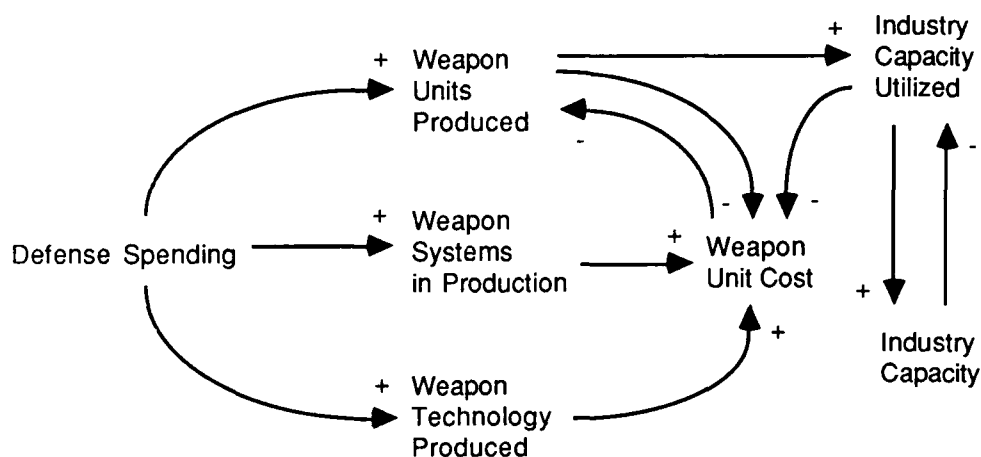 + Weapon
Units
Produced
-
+ Industry
Capacity
Utilized
-
Defense Spending
+ Weapon
Systems
in Production
+
-
-
Weapon
Unit Cost
+
+
Industry
Capacity
+ Weapon
Technology
Produced